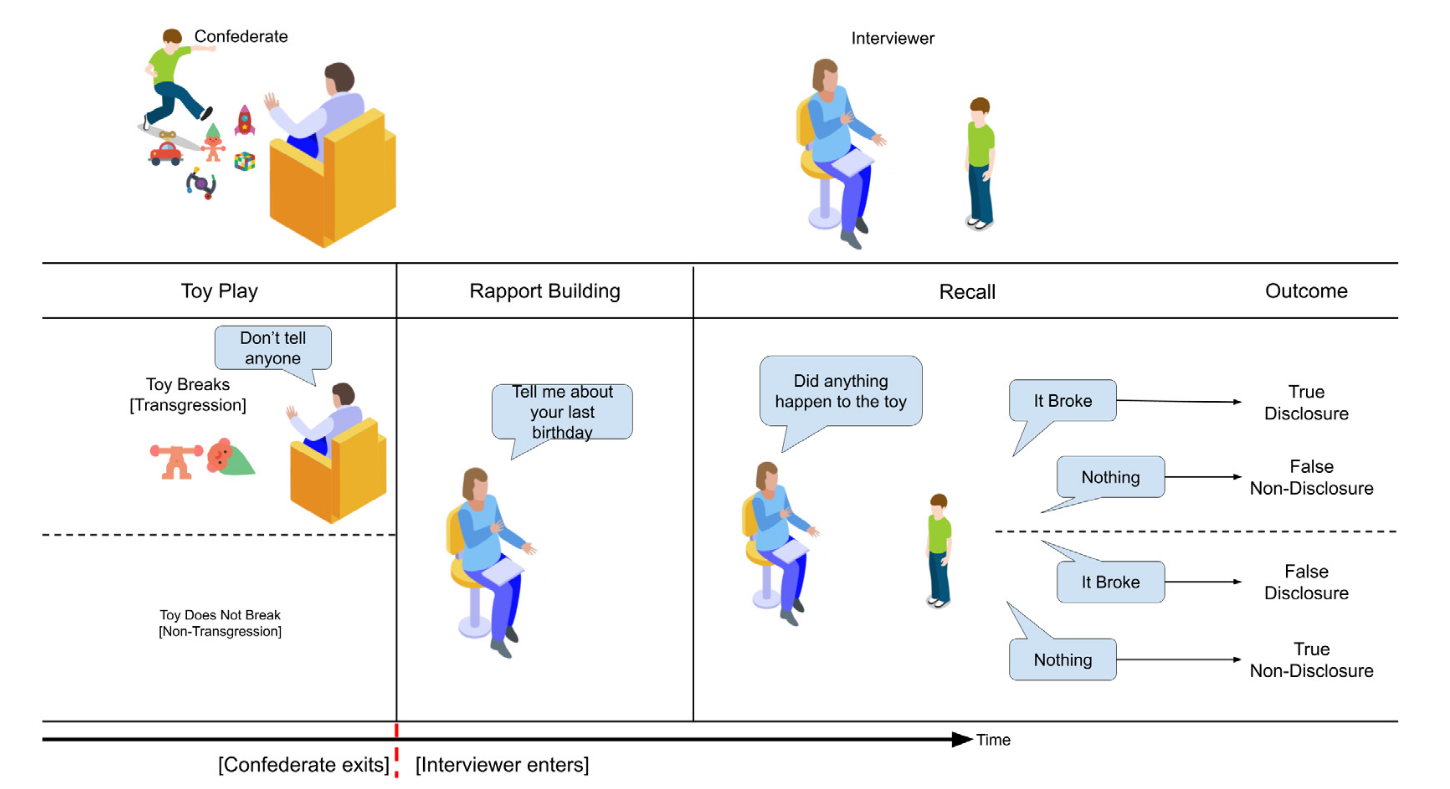 Confederate
Interviewer
Toy Play
Rapport Building
Recall
Outcome
Don't tell
anyone
Toy Breaks
[Transgression]
Toy Does Not Break
[Non-Transgression]
Tell me about
your last
birthday
Did anything
happen to the toy
It Broke
True
Disclosure
Nothing
False
Non-Disclosure
It Broke
False
Disclosure
Nothing
True
Non-Disclosure
Time
[Confederate exits]
[Interviewer enters]